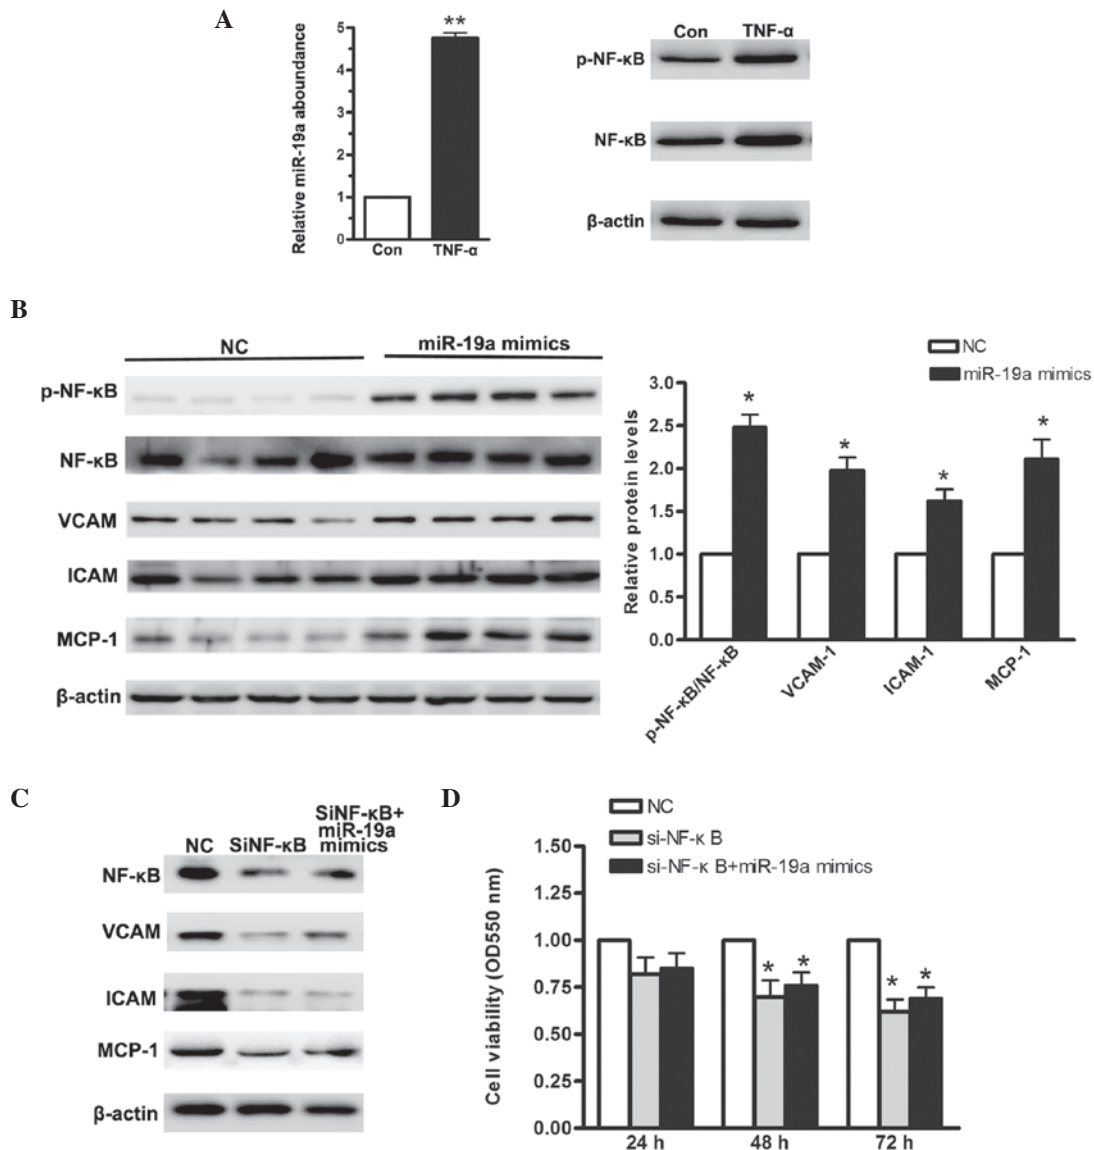 A
Relative miR-19a aboundance
5
4
3
2
1
0
**
Con
TNF-α
Con TNF-α
p-NF-κB
NF-κB
β-actin
B
NC
miR-19a mimics
p-NF-κB
NF-κB
VCAM
ICAM
MCP-1
β-actin
NC
miR-19a mimics
Relative protein levels
3.0
2.5
2.0
1.5
1.0
0.5
0.0
*
*
*
*
p-NF-κB/NF-κB
VCAM-1
ICAM-1
MCP-1
C
NC
SiNF-κB
SiNF-κB+
miR-19a
mimics
NF-κB
VCAM
ICAM
MCP-1
β-actin
D
NC
si-NF-κ B
si-NF-κ B+miR-19a mimics
Cell viability (OD550 nm)
1.50
1.25
1.00
0.75
0.50
0.25
0.00
*
*
*
*
24 h
48 h
72 h